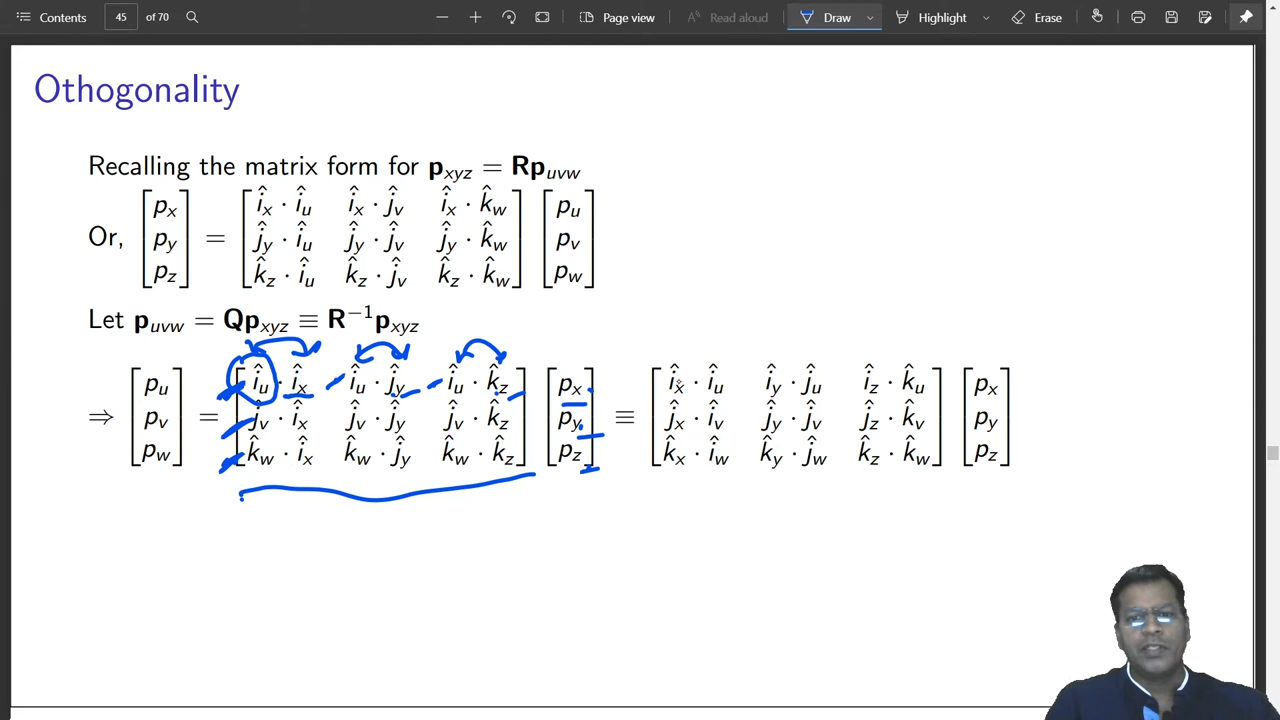 Contents 45 of 70 Page view Read aloud Draw Highlight Erase
Othogonality
Recalling the matrix form for p_xyz = Rp_uvw
Or, [p_x; p_y; p_z] = [î_x · î_u  î_x · ĵ_v  î_x · k̂_w; ĵ_y · î_u  ĵ_y · ĵ_v  ĵ_y · k̂_w; k̂_z · î_u  k̂_z · ĵ_v  k̂_z · k̂_w] [p_u; p_v; p_w]
Let p_uvw = Qp_xyz ≡ R⁻¹p_xyz
⇒ [p_u; p_v; p_w] = [î_u · î_x  î_u · ĵ_y  î_u · k̂_z; ĵ_v · î_x  ĵ_v · ĵ_y  ĵ_v · k̂_z; k̂_w · î_x  k̂_w · ĵ_y  k̂_w · k̂_z] [p_x; p_y; p_z] ≡ [î_x · î_u  î_y · ĵ_u  î_z · k̂_u; ĵ_x · î_v  ĵ_y · ĵ_v  ĵ_z · k̂_v; k̂_x · î_w  k̂_y · ĵ_w  k̂_z · k̂_w] [p_x; p_y; p_z]